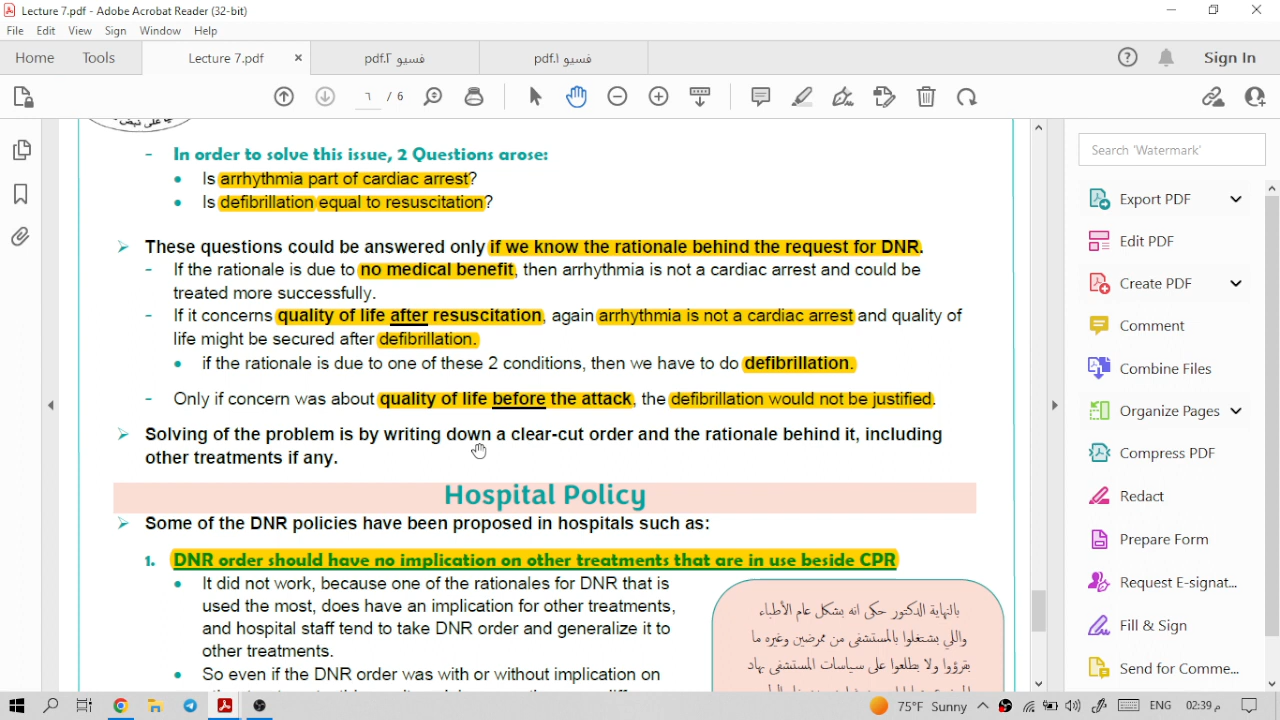 Lecture 7.pdf - Adobe Acrobat Reader (32-bit)
File Edit View Sign Window Help
Home Tools Lecture 7.pdf × فسيو ٢.pdf فسيو ١.pdf Sign In
٦ / 6
Search 'Watermark'
Export PDF
Edit PDF
Create PDF
Comment
Combine Files
Organize Pages
Compress PDF
Redact
Prepare Form
Request E-signat...
Fill & Sign
Send for Comme...
- In order to solve this issue, 2 Questions arose:
• Is arrhythmia part of cardiac arrest?
• Is defibrillation equal to resuscitation?
➢ These questions could be answered only if we know the rationale behind the request for DNR.
- If the rationale is due to no medical benefit, then arrhythmia is not a cardiac arrest and could be
treated more successfully.
- If it concerns quality of life after resuscitation, again arrhythmia is not a cardiac arrest and quality of
life might be secured after defibrillation.
• if the rationale is due to one of these 2 conditions, then we have to do defibrillation.
- Only if concern was about quality of life before the attack, the defibrillation would not be justified.
➢ Solving of the problem is by writing down a clear-cut order and the rationale behind it, including
other treatments if any.
Hospital Policy
➢ Some of the DNR policies have been proposed in hospitals such as:
1. DNR order should have no implication on other treatments that are in use beside CPR
• It did not work, because one of the rationales for DNR that is
used the most, does have an implication for other treatments,
and hospital staff tend to take DNR order and generalize it to
other treatments.
• So even if the DNR order was with or without implication on
بالنهاية الدكتور حكى انه بشكل عام الأطباء
واللي بشتغلوا بالمستشفى من ممرضين وغيره ما
بقرؤوا ولا بطلعوا على سياسات المستشفى بهاد
75°F Sunny ENG 02:39 م